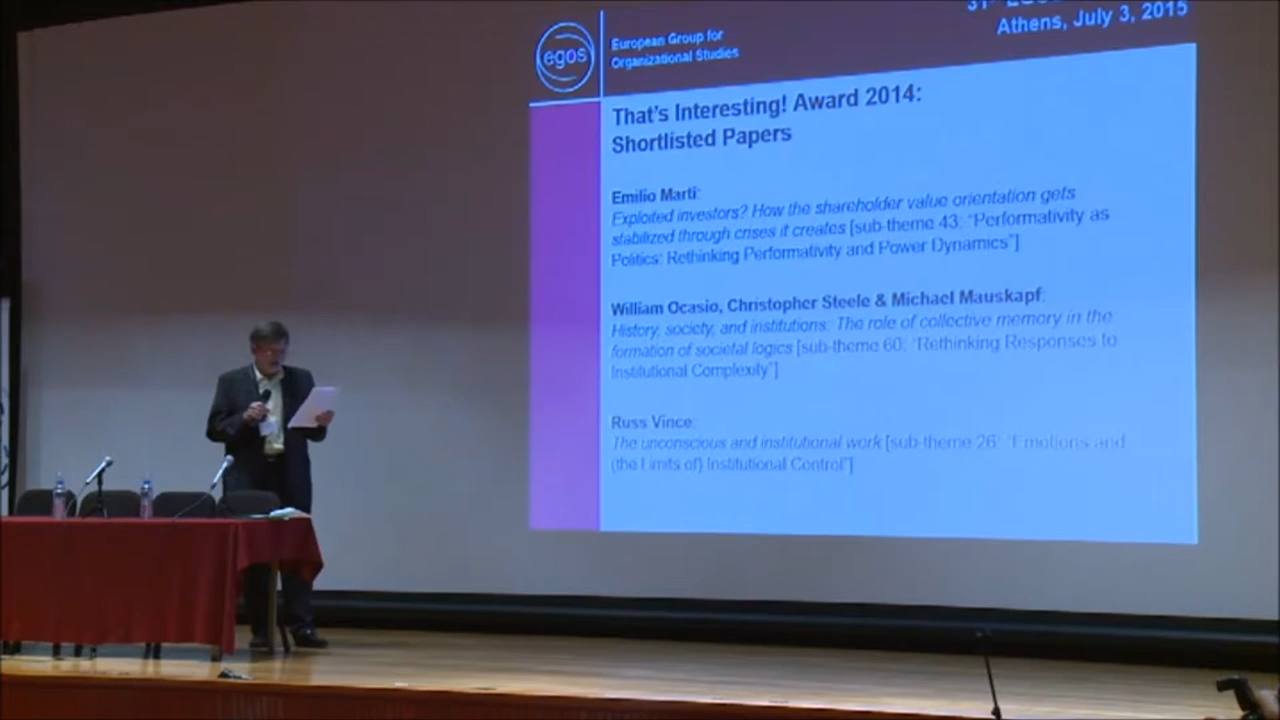 egos
European Group for
Organizational Studies
Athens, July 3, 2015
That's Interesting! Award 2014:
Shortlisted Papers
Emilio Marti:
Exploited investors? How the shareholder value orientation gets
stabilized through crises it creates [sub-theme 43: "Performativity as
Politics: Rethinking Performativity and Power Dynamics"]
William Ocasio, Christopher Steele & Michael Mauskapf:
History, society, and institutions: The role of collective memory in the
formation of societal logics [sub-theme 60: "Rethinking Responses to
Institutional Complexity"]
Russ Vince:
The unconscious and institutional work [sub-theme 26: "Emotions and
(the Limits of) Institutional Control"]